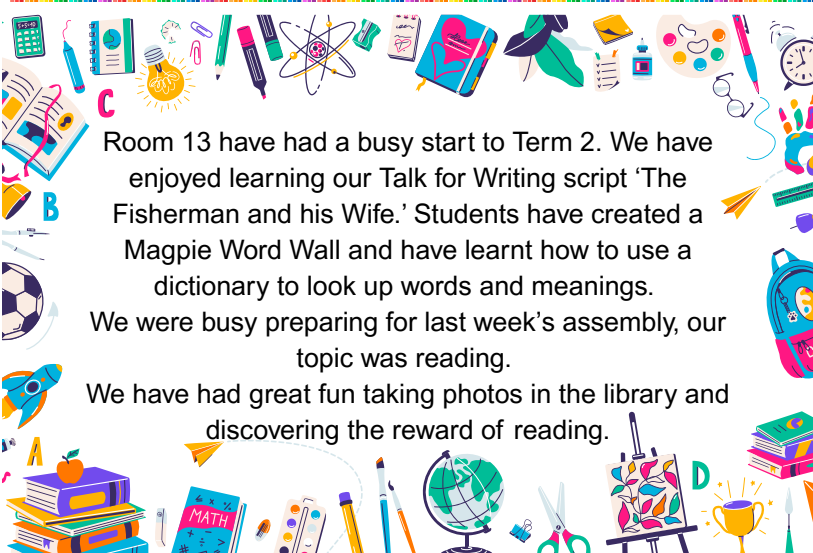 C
Room 13 have had a busy start to Term 2. We have
enjoyed learning our Talk for Writing script ‘The
Fisherman and his Wife.’ Students have created a
B
Magpie Word Wall and have learnt how to use a
dictionary to look up words and meanings.
We were busy preparing for last week’s assembly, our
topic was reading.
We have had great fun taking photos in the library and
discovering the reward of reading.
A
D
MATH